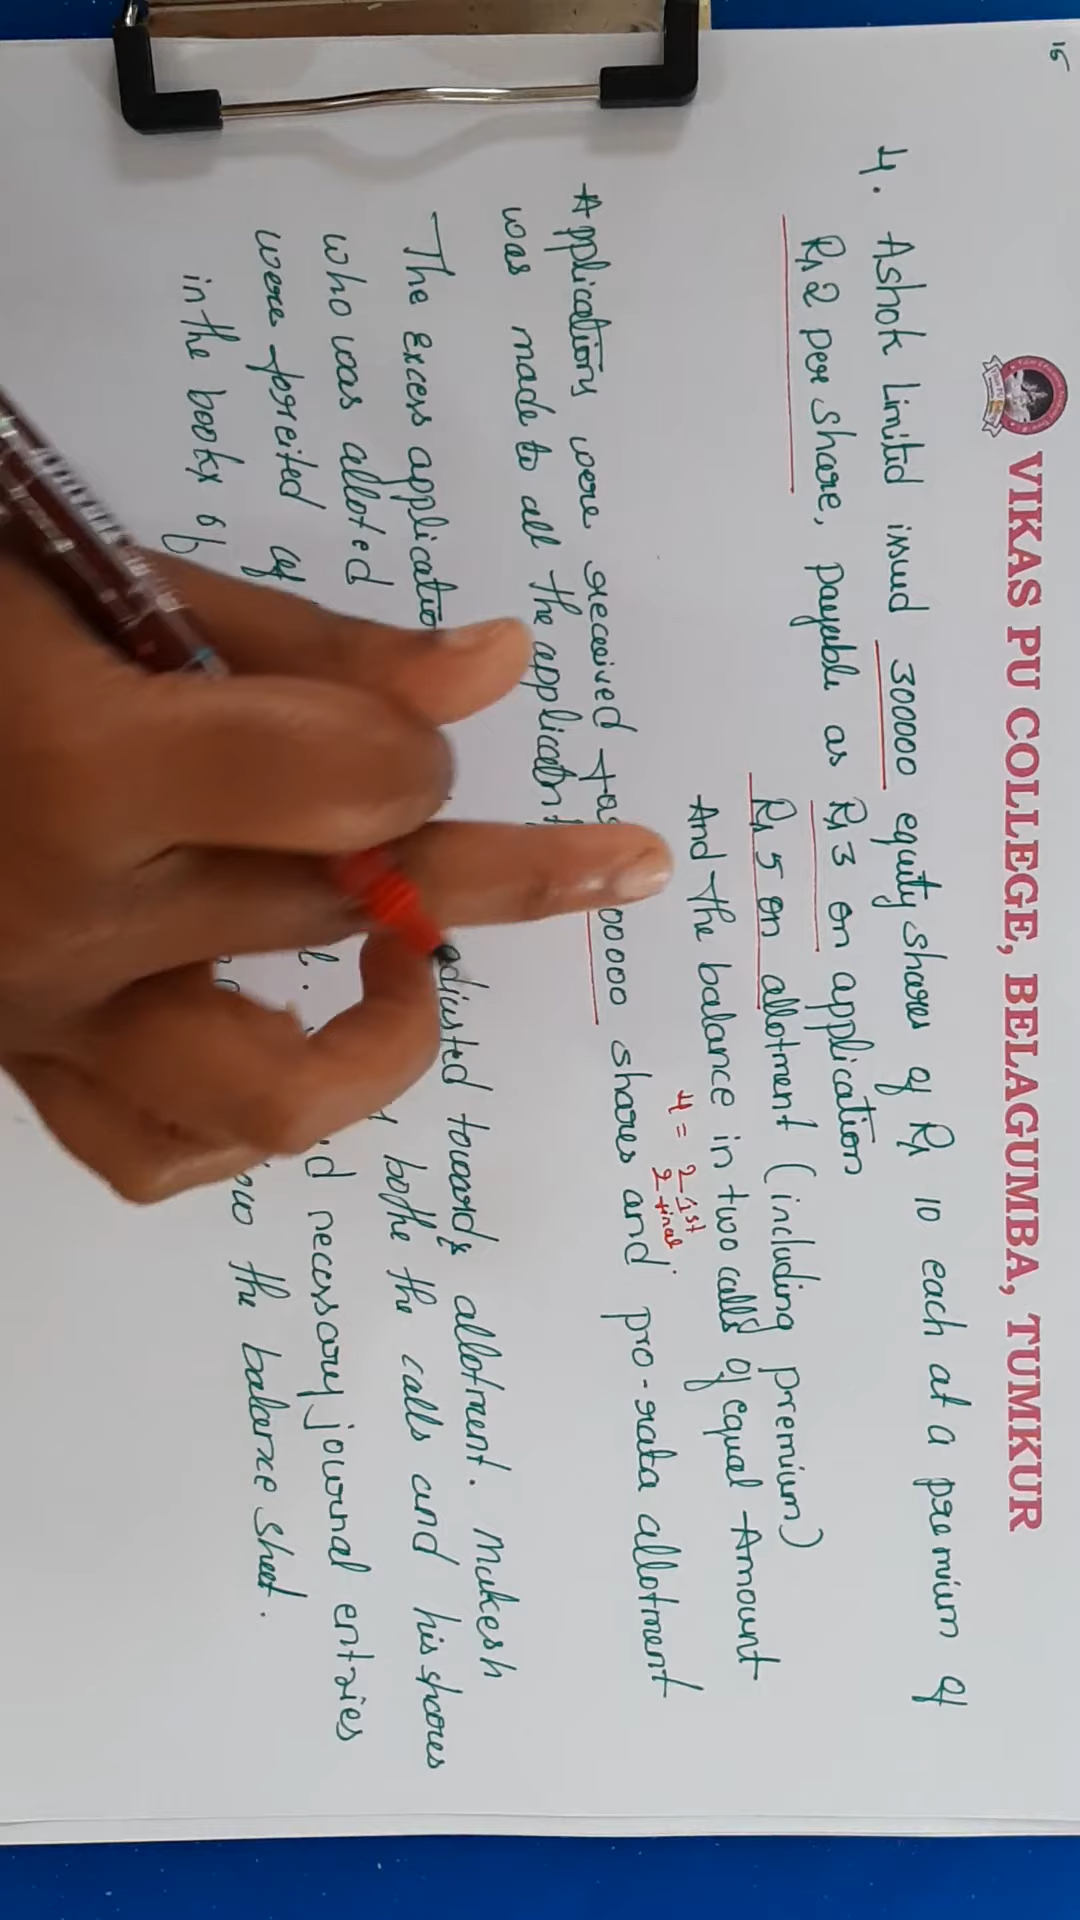 15
VIKAS PU COLLEGE, BELAGUMBA, TUMKUR
4. Ashok Limited issued 300000 equity shares of Rs 10 each at a premium of
Rs 2 per share, payable as Rs 3 on application
Rs 5 on allotment (including premium)
And the balance in two calls of equal Amount
4 = 2 1st
2 final
Applications were received 00000 shares and pro-rata allotment
was made to all the applicant
The excess applicatio adjusted towards allotment. Mukesh
who was alloted bothe the calls and his shares
were foreited necessary journal entries
in the books of the balance sheet.